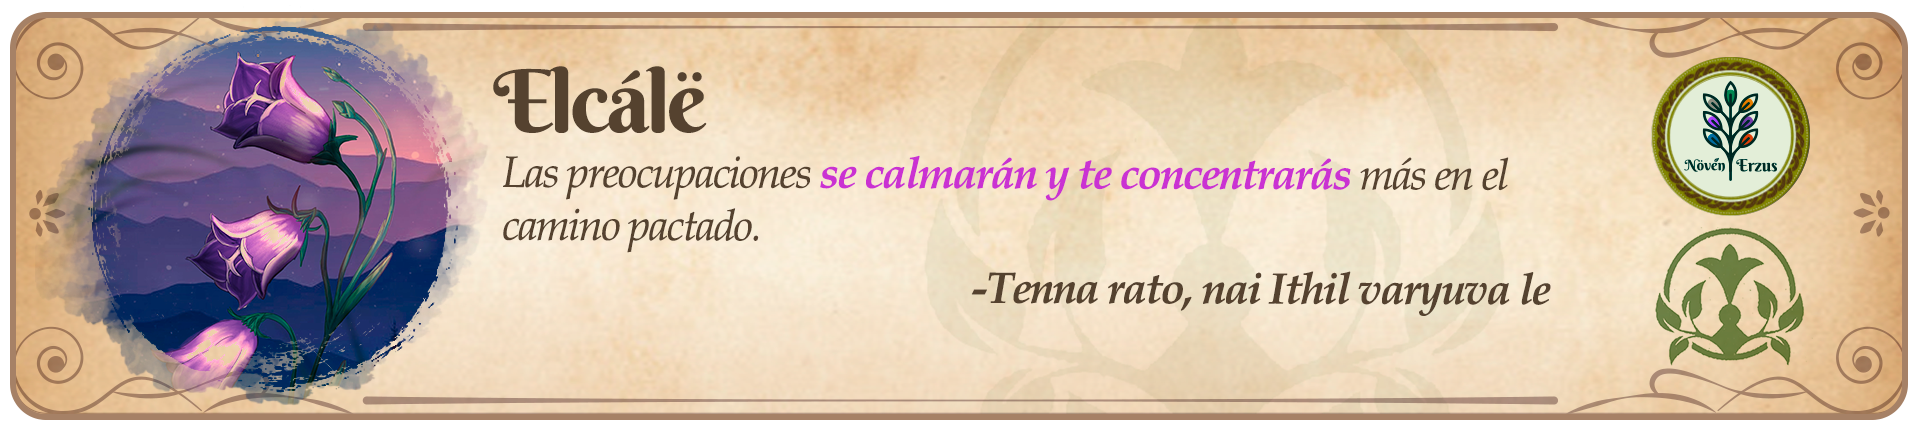 Elcálë
Las preocupaciones se calmarán y te concentrarás más en el
camino pactado.
-Tenna rato, nai Ithil varyuva le
Növén Erzus